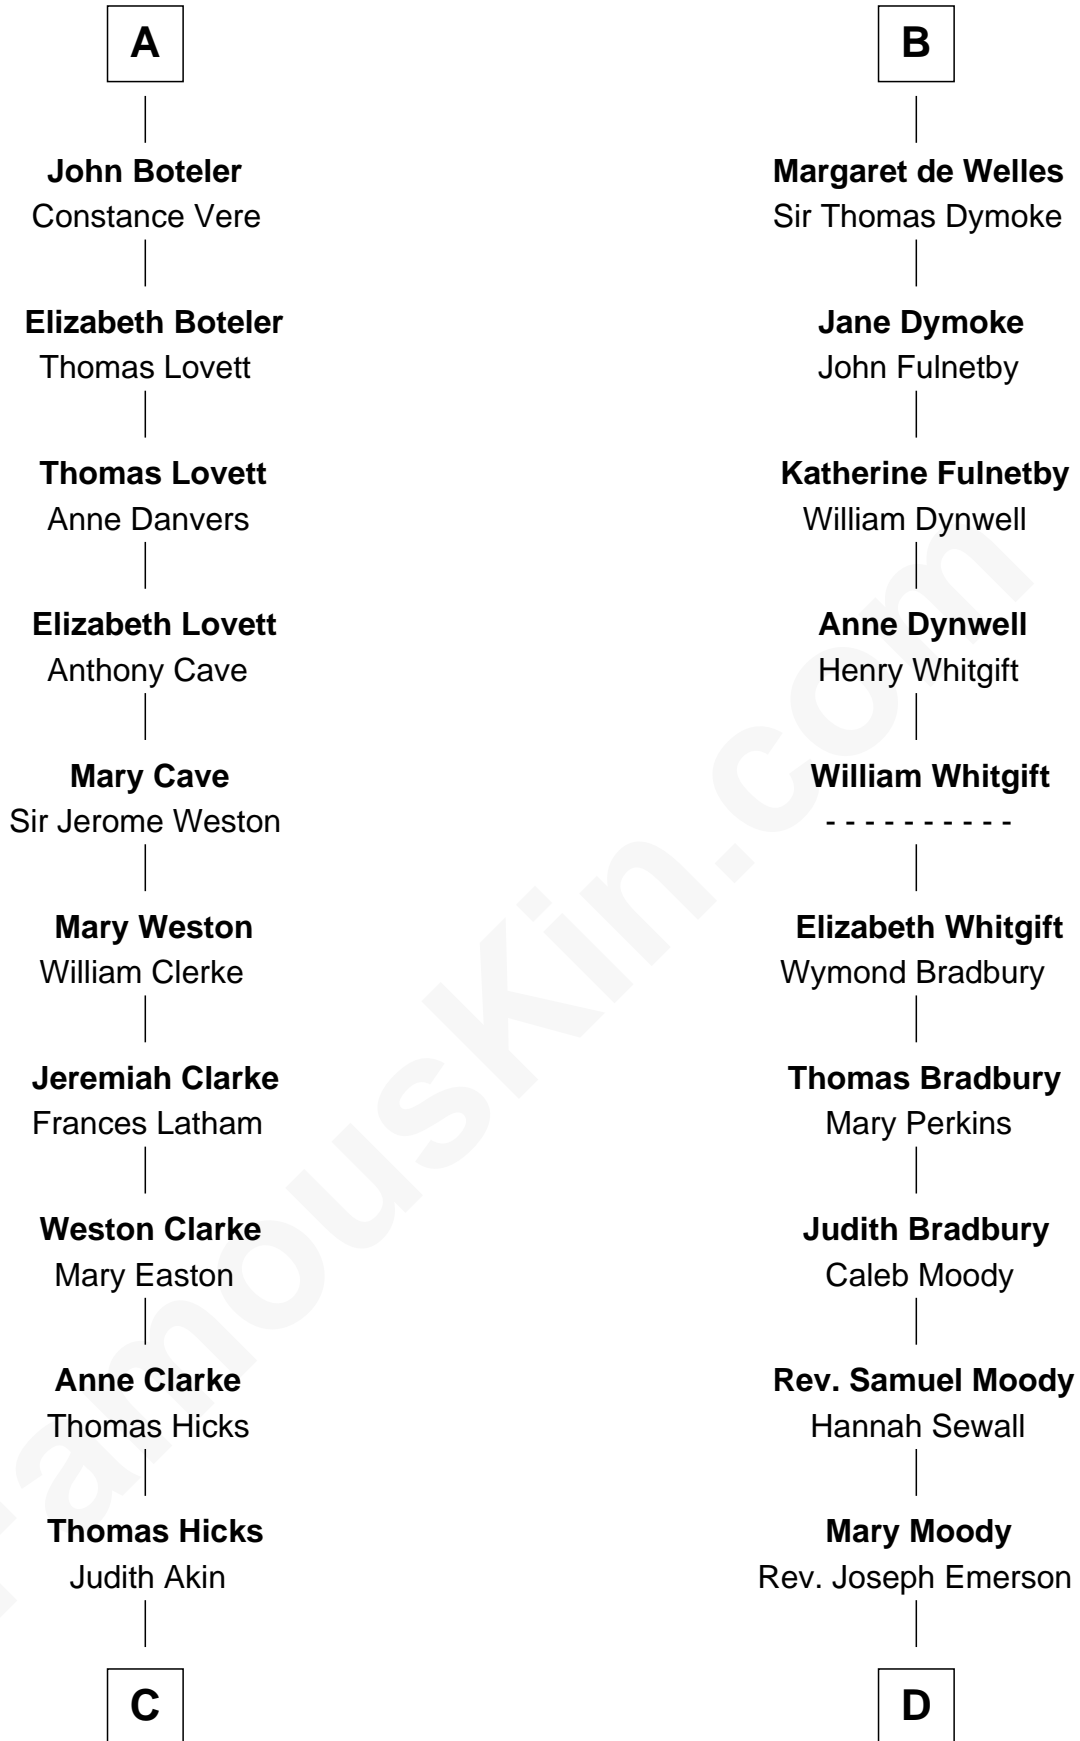 A
John Boteler
Constance Vere
Elizabeth Boteler
Thomas Lovett
Thomas Lovett
Anne Danvers
Elizabeth Lovett
Anthony Cave
Mary Cave
Sir Jerome Weston
Mary Weston
William Clerke
Jeremiah Clarke
Frances Latham
Weston Clarke
Mary Easton
Anne Clarke
Thomas Hicks
Thomas Hicks
Judith Akin
C
B
Margaret de Welles
Sir Thomas Dymoke
Jane Dymoke
John Fulnetby
Katherine Fulnetby
William Dynwell
Anne Dynwell
Henry Whitgift
William Whitgift
- - - - - - - - - -
Elizabeth Whitgift
Wymond Bradbury
Thomas Bradbury
Mary Perkins
Judith Bradbury
Caleb Moody
Rev. Samuel Moody
Hannah Sewall
Mary Moody
Rev. Joseph Emerson
D
FamousKin.com